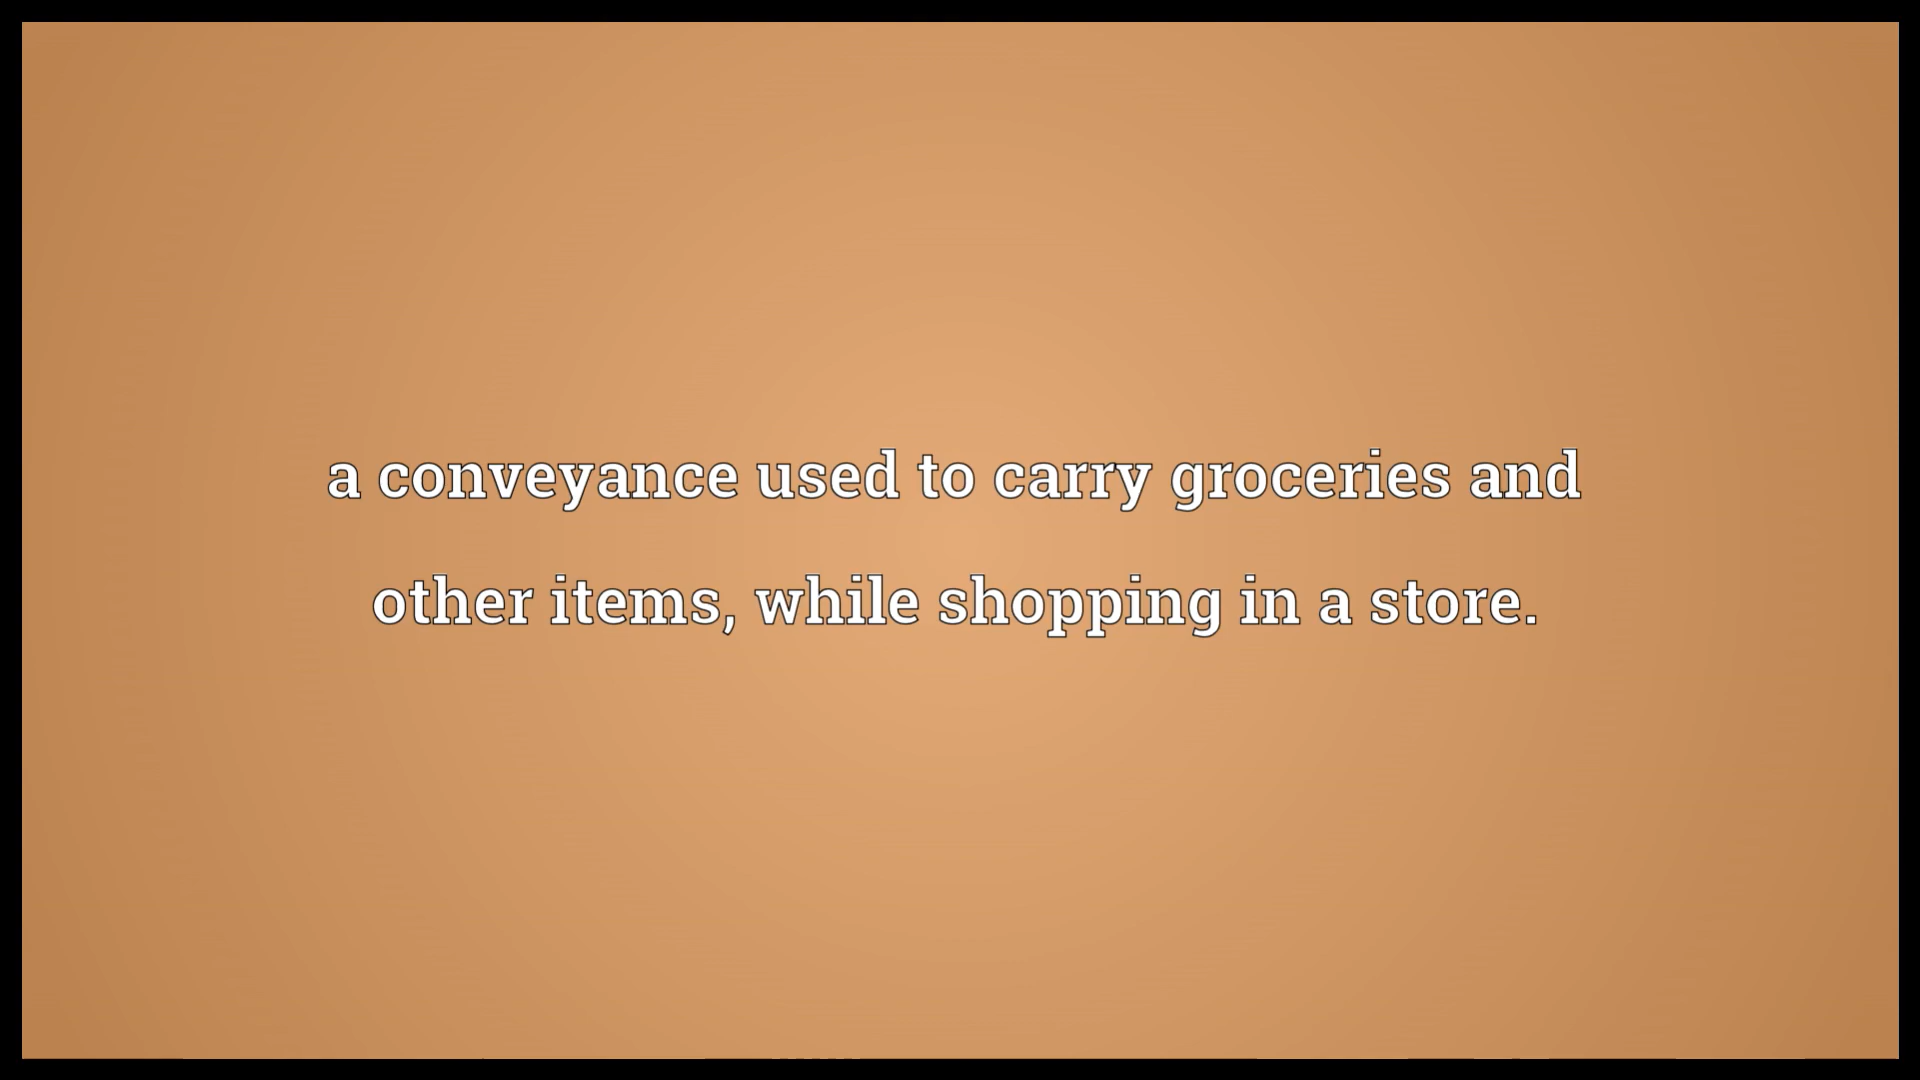 a conveyance used to carry groceries and
other items, while shopping in a store.